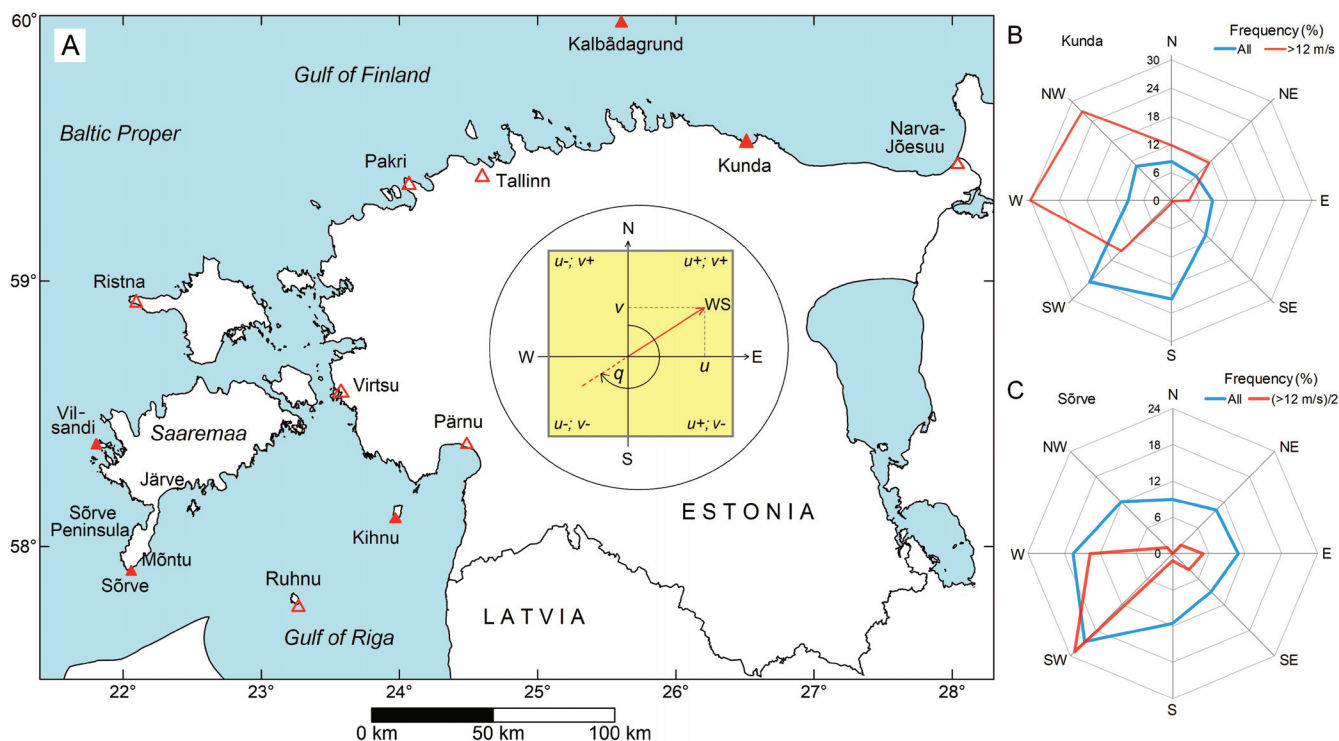 A
60°
59°
58°
22°
23°
24°
25°
26°
27°
28°
Kalbådagrund
Gulf of Finland
Baltic Proper
Pakri
Tallinn
Kunda
Narva-
Jõesuu
Ristna
Virtsu
Vil-
sandi
Saaremaa
Järve
Sõrve
Peninsula
Mõntu
Sõrve
Pärnu
Kihnu
Ruhnu
Gulf of Riga
ESTONIA
LATVIA
N
u-; v+
u+; v+
v
WS
W
E
q
u
u-; v-
u+; v-
S
0 km
50 km
100 km
B
Kunda
Frequency (%)
All
>12 m/s
N
30
24
18
12
6
0
NW
NE
W
E
SW
SE
S
C
Sõrve
Frequency (%)
All
(>12 m/s)/2
N
24
18
12
6
0
NW
NE
W
E
SW
SE
S